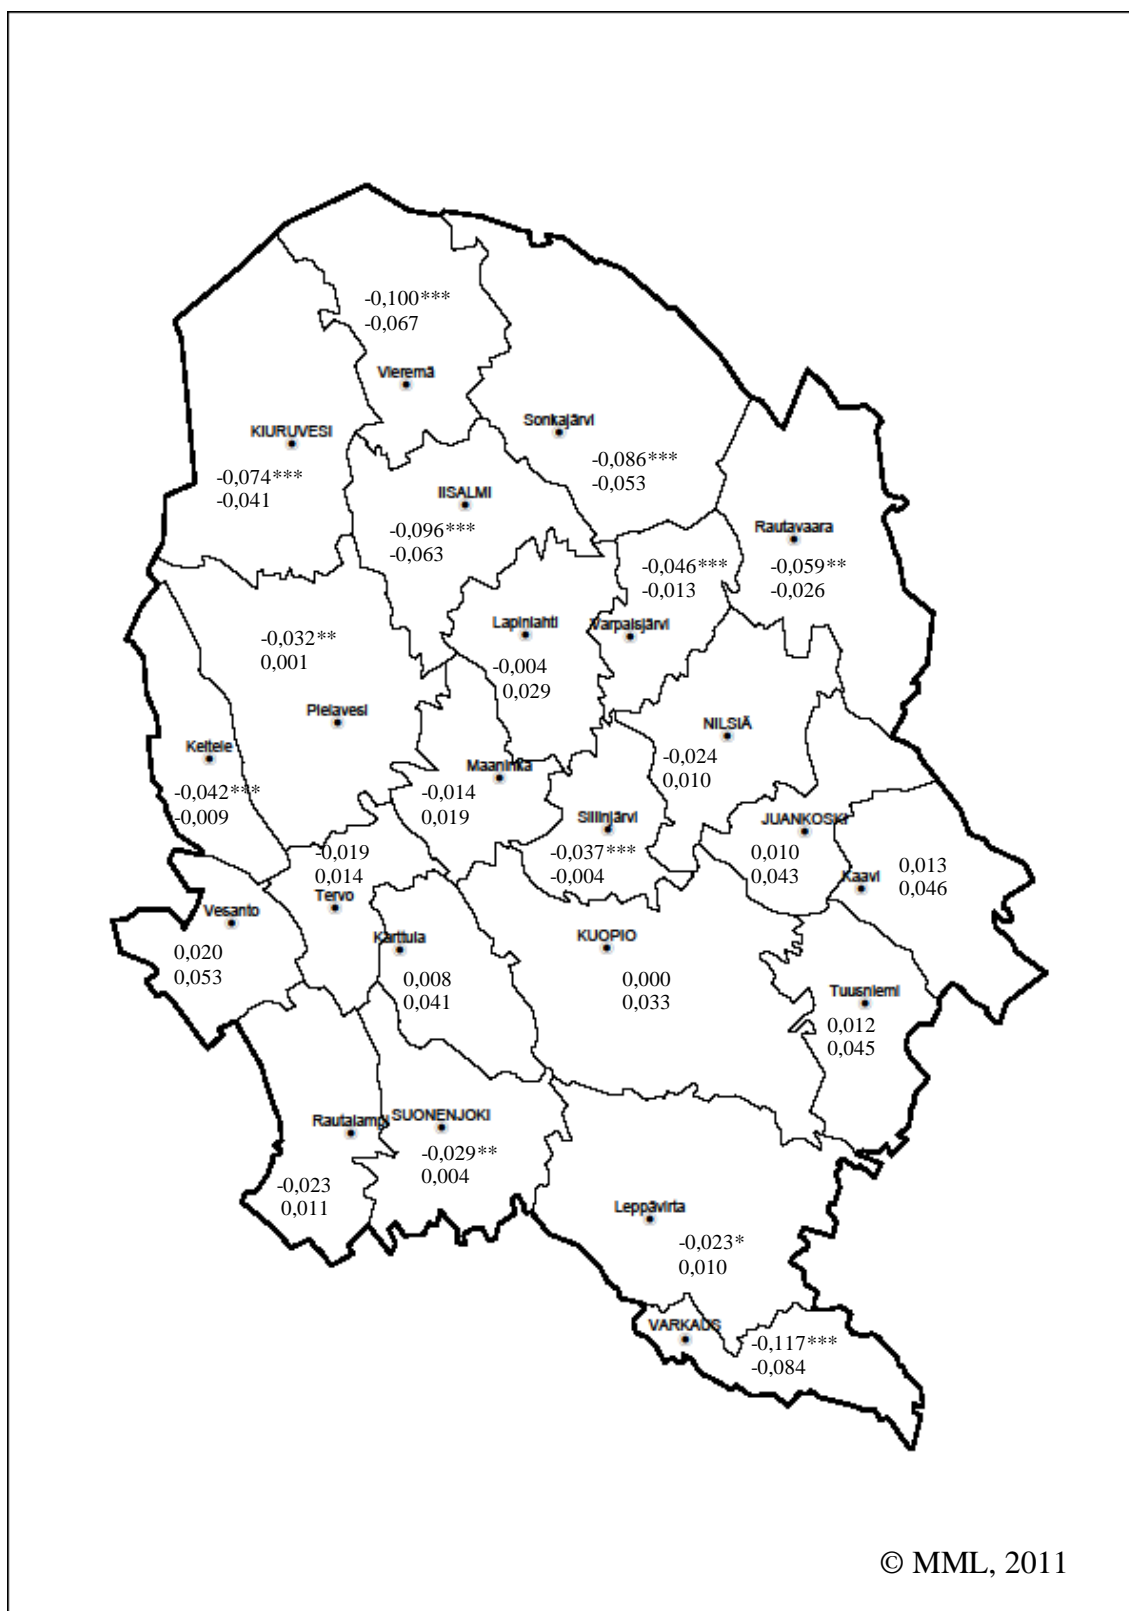 -0,100***
-0,067
Vieremä
Sonkajärvi
KIURUVESI
-0,086***
-0,053
-0,074***
-0,041
IISALMI
-0,096***
-0,063
Rautavaara
-0,059**
-0,026
-0,046***
-0,013
Lapinlahti
Varpaisjärvi
-0,032**
0,001
-0,004
0,029
Pielavesi
NILSIÄ
-0,024
0,010
Keitele
-0,042***
-0,009
Maaninka
-0,014
0,019
Siilinjärvi
-0,037***
-0,004
JUANKOSKI
0,010
0,043
Kaavi
0,013
0,046
-0,019
0,014
Tervo
Vesanto
0,020
0,053
Karttula
0,008
0,041
KUOPIO
0,000
0,033
Tuusniemi
0,012
0,045
Rautalampi
-0,023
0,011
SUONENJOKI
-0,029**
0,004
Leppävirta
-0,023*
0,010
VARKAUS
-0,117***
-0,084
© MML, 2011